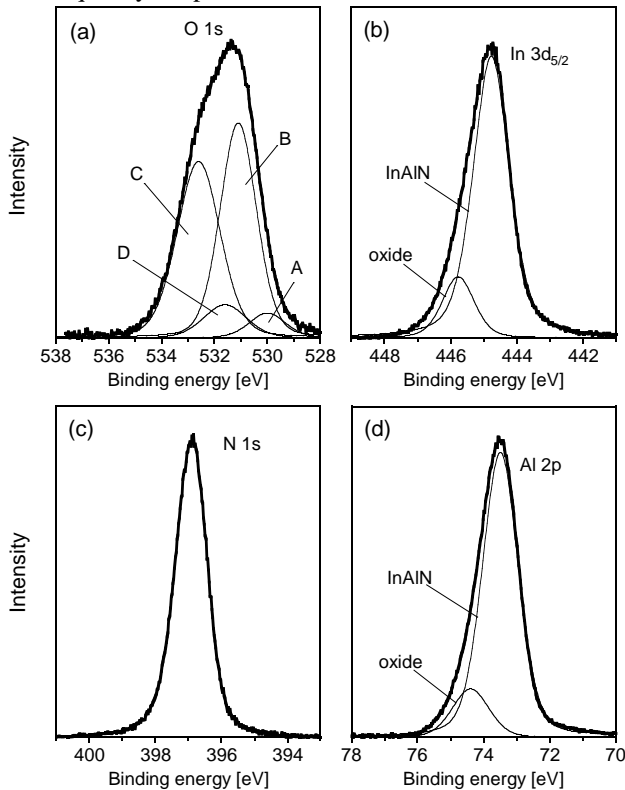 (a)
O 1s
B
C
D
A
Intensity
538 536 534 532 530 528
Binding energy [eV]
(b)
In 3d5/2
InAlN
oxide
448 446 444 442
Binding energy [eV]
(c)
N 1s
Intensity
400 398 396 394
Binding energy [eV]
(d)
Al 2p
InAlN
oxide
78 76 74 72 70
Binding energy [eV]